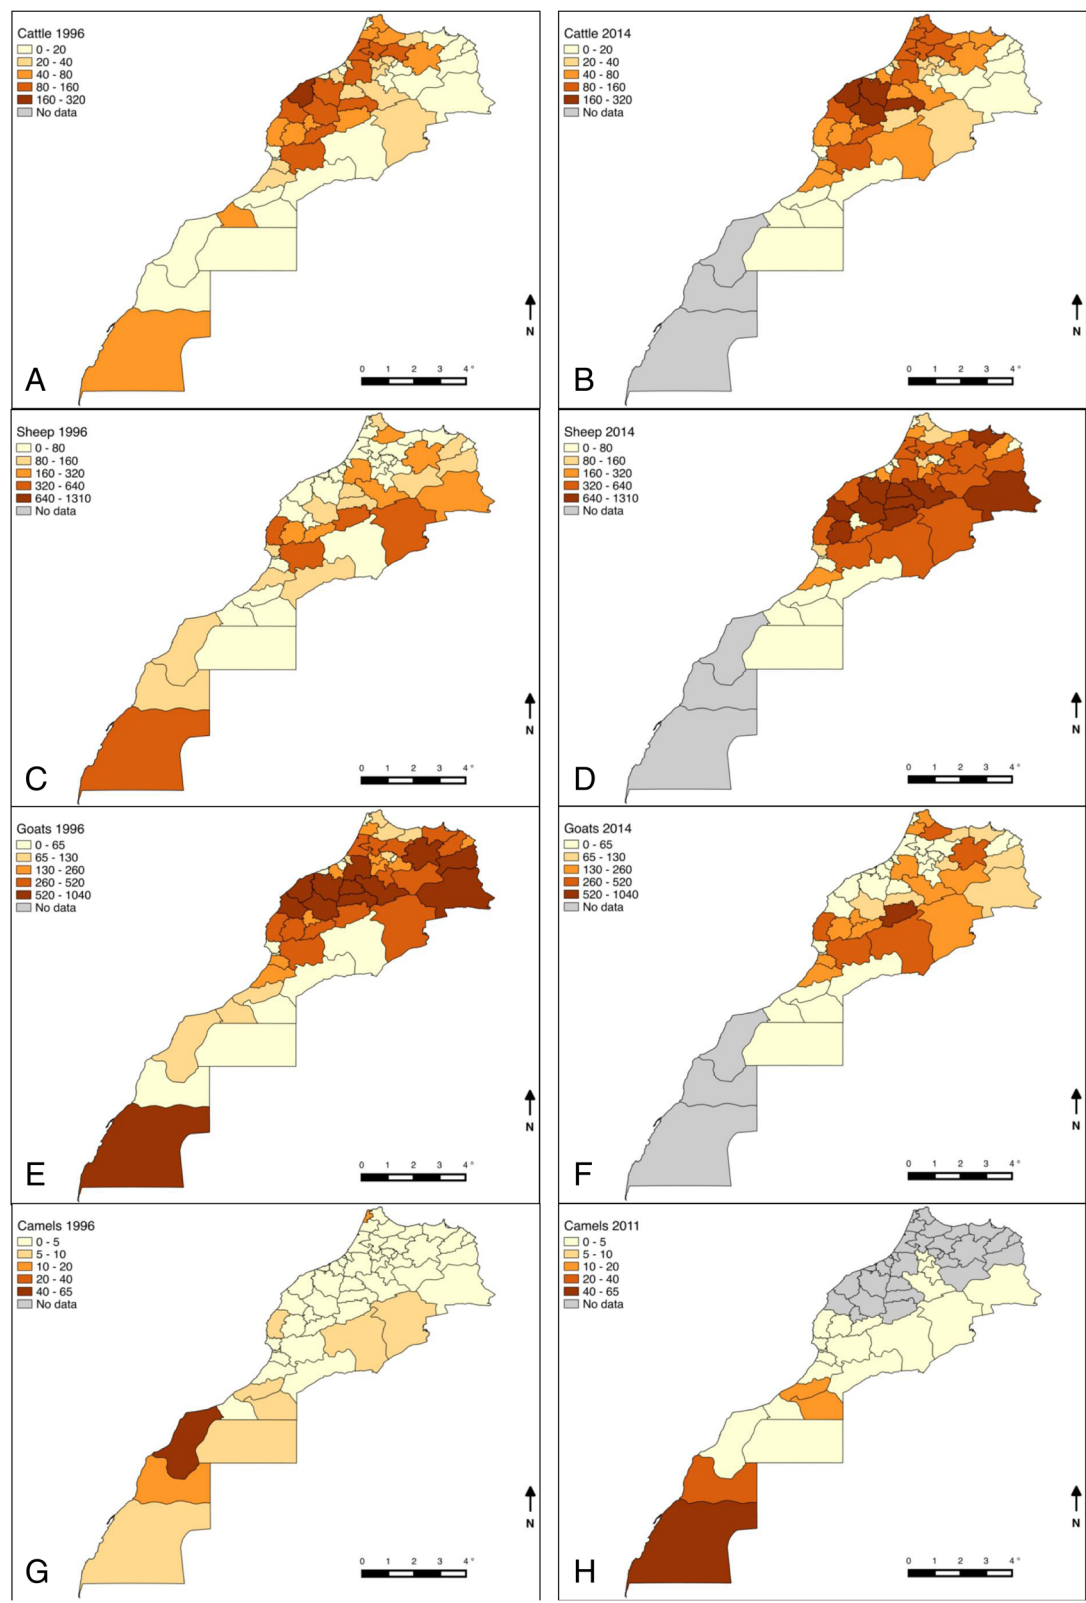 Cattle 1996
0 - 20
20 - 40
40 - 80
80 - 160
160 - 320
No data
N
0 1 2 3 4 °
A
Cattle 2014
0 - 20
20 - 40
40 - 80
80 - 160
160 - 320
No data
N
0 1 2 3 4 °
B
Sheep 1996
0 - 80
80 - 160
160 - 320
320 - 640
640 - 1310
No data
N
0 1 2 3 4 °
C
Sheep 2014
0 - 80
80 - 160
160 - 320
320 - 640
640 - 1310
No data
N
0 1 2 3 4 °
D
Goats 1996
0 - 65
65 - 130
130 - 260
260 - 520
520 - 1040
No data
N
0 1 2 3 4 °
E
Goats 2014
0 - 65
65 - 130
130 - 260
260 - 520
520 - 1040
No data
N
0 1 2 3 4 °
F
Camels 1996
0 - 5
5 - 10
10 - 20
20 - 40
40 - 65
No data
N
0 1 2 3 4 °
G
Camels 2011
0 - 5
5 - 10
10 - 20
20 - 40
40 - 65
No data
N
0 1 2 3 4 °
H